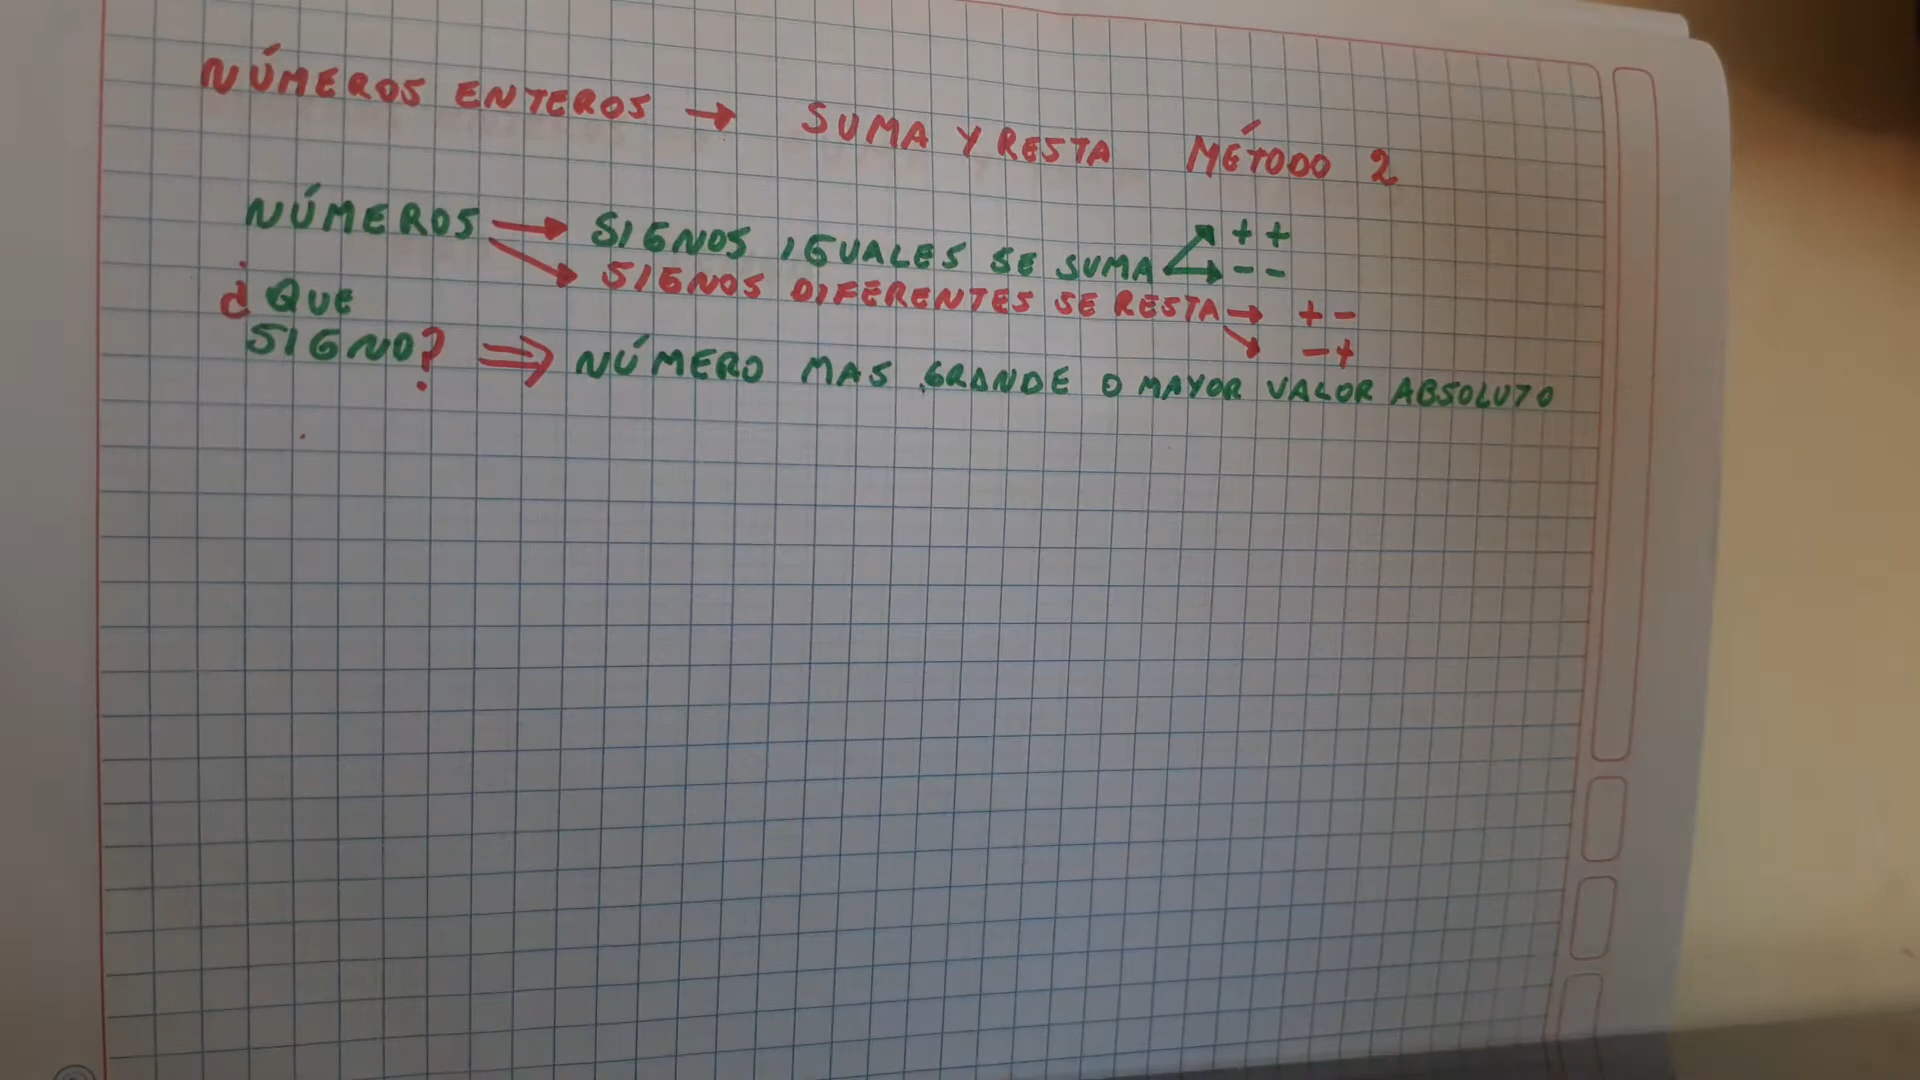 NÚMEROS ENTEROS → SUMA Y RESTA MÉTODO 2
NÚMEROS → SIGNOS IGUALES SE SUMA ++
--
SIGNOS DIFERENTES SE RESTA → +-
-+
¿QUE
SIGNO? ⇒ NÚMERO MAS GRANDE O MAYOR VALOR ABSOLUTO